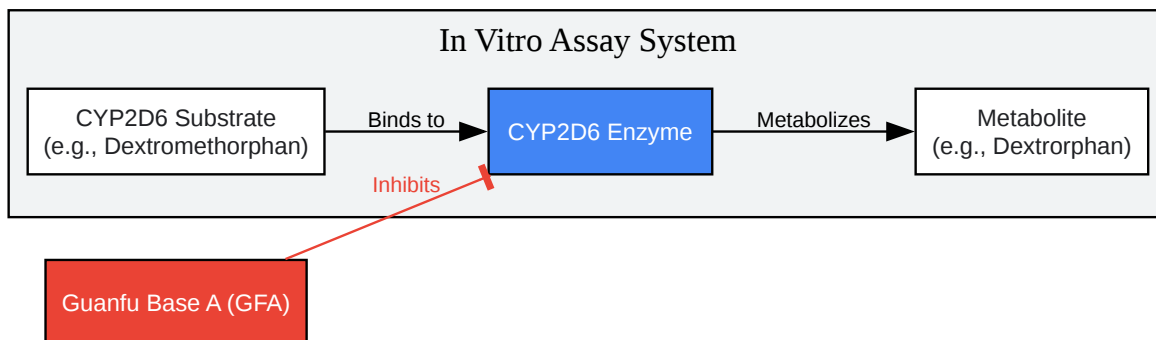 In Vitro Assay System
CYP2D6 Substrate
(e.g., Dextromethorphan)
Binds to
CYP2D6 Enzyme
Metabolizes
Metabolite
(e.g., Dextrorphan)
Inhibits
Guanfu Base A (GFA)